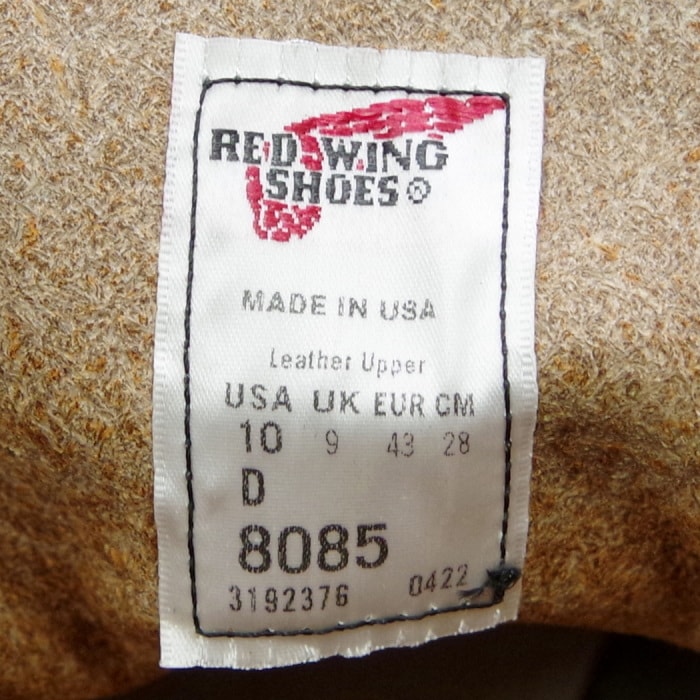 RED WING
SHOES®
MADE IN USA
Leather Upper
USA UK EUR CM
10 9 43 28
D
8085
3192376 0422